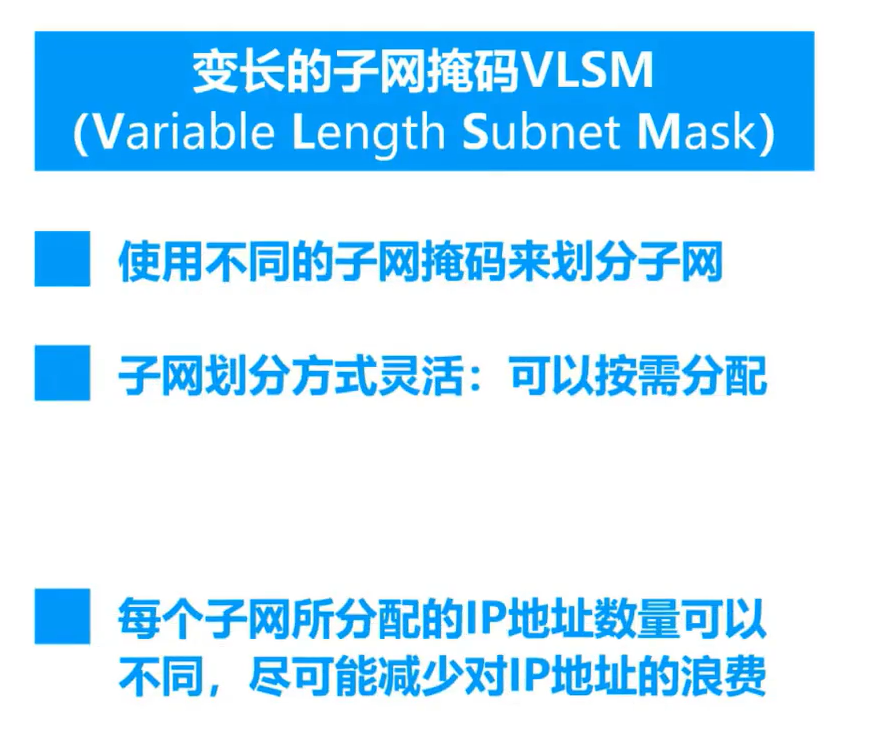 变长的子网掩码VLSM
(Variable Length Subnet Mask)
使用不同的子网掩码来划分子网
子网划分方式灵活：可以按需分配
每个子网所分配的IP地址数量可以
不同，尽可能减少对IP地址的浪费